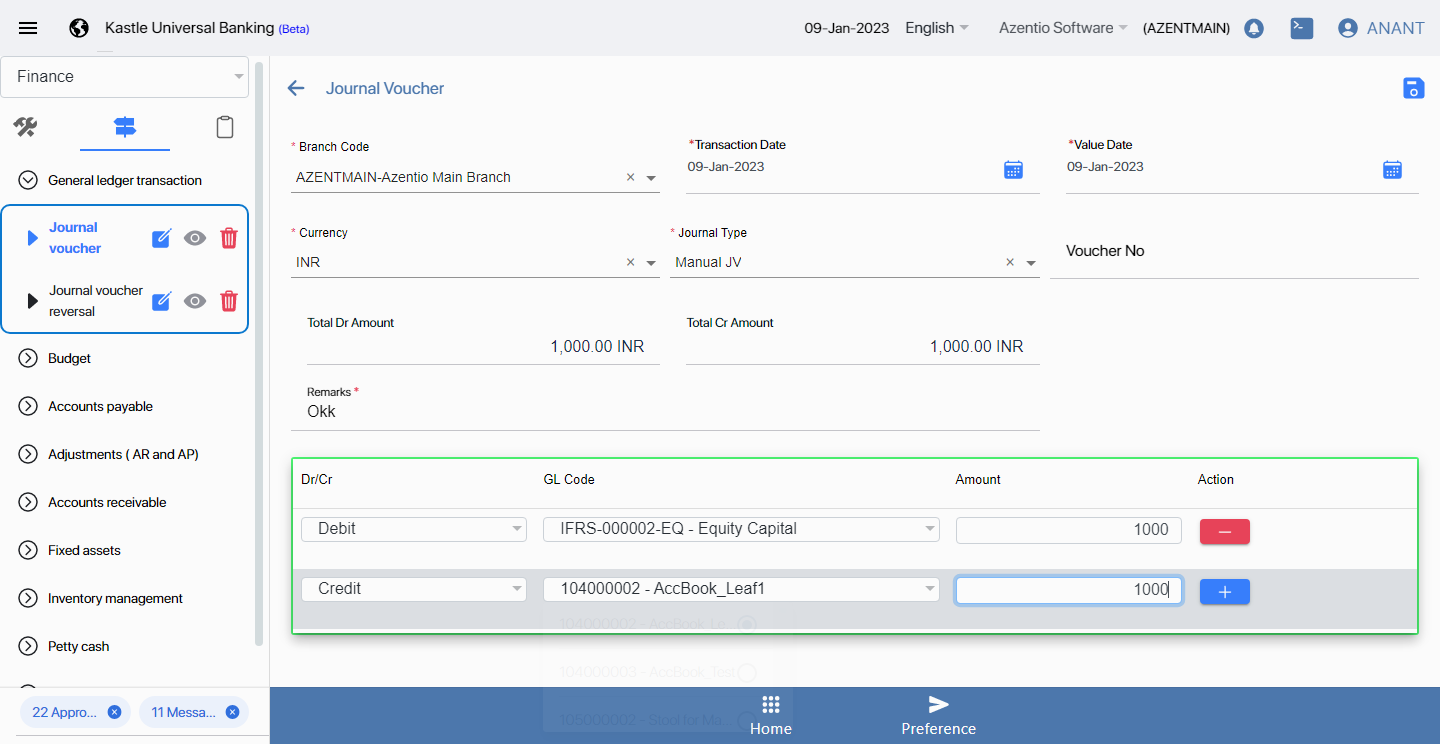 Kastle Universal Banking (Beta)
09-Jan-2023
English
Azentio Software
(AZENTMAIN)
ANANT
Finance
General ledger transaction
Journal
voucher
Journal voucher
reversal
Budget
Accounts payable
Adjustments ( AR and AP)
Accounts receivable
Fixed assets
Inventory management
Petty cash
22 Appro...
11 Messa...
Journal Voucher
* Branch Code
AZENTMAIN-Azentio Main Branch
*Transaction Date
09-Jan-2023
*Value Date
09-Jan-2023
* Currency
INR
* Journal Type
Manual JV
Voucher No
Total Dr Amount
1,000.00 INR
Total Cr Amount
1,000.00 INR
Remarks *
Okk
Dr/Cr GL Code Amount Action
Debit IFRS-000002-EQ - Equity Capital 1000
Credit 104000002 - AccBook_Leaf1 1000
104000002 - AccBook_Le...
104000003 - AccBook_Test
105000002 - Stool for Me...
Home
Preference